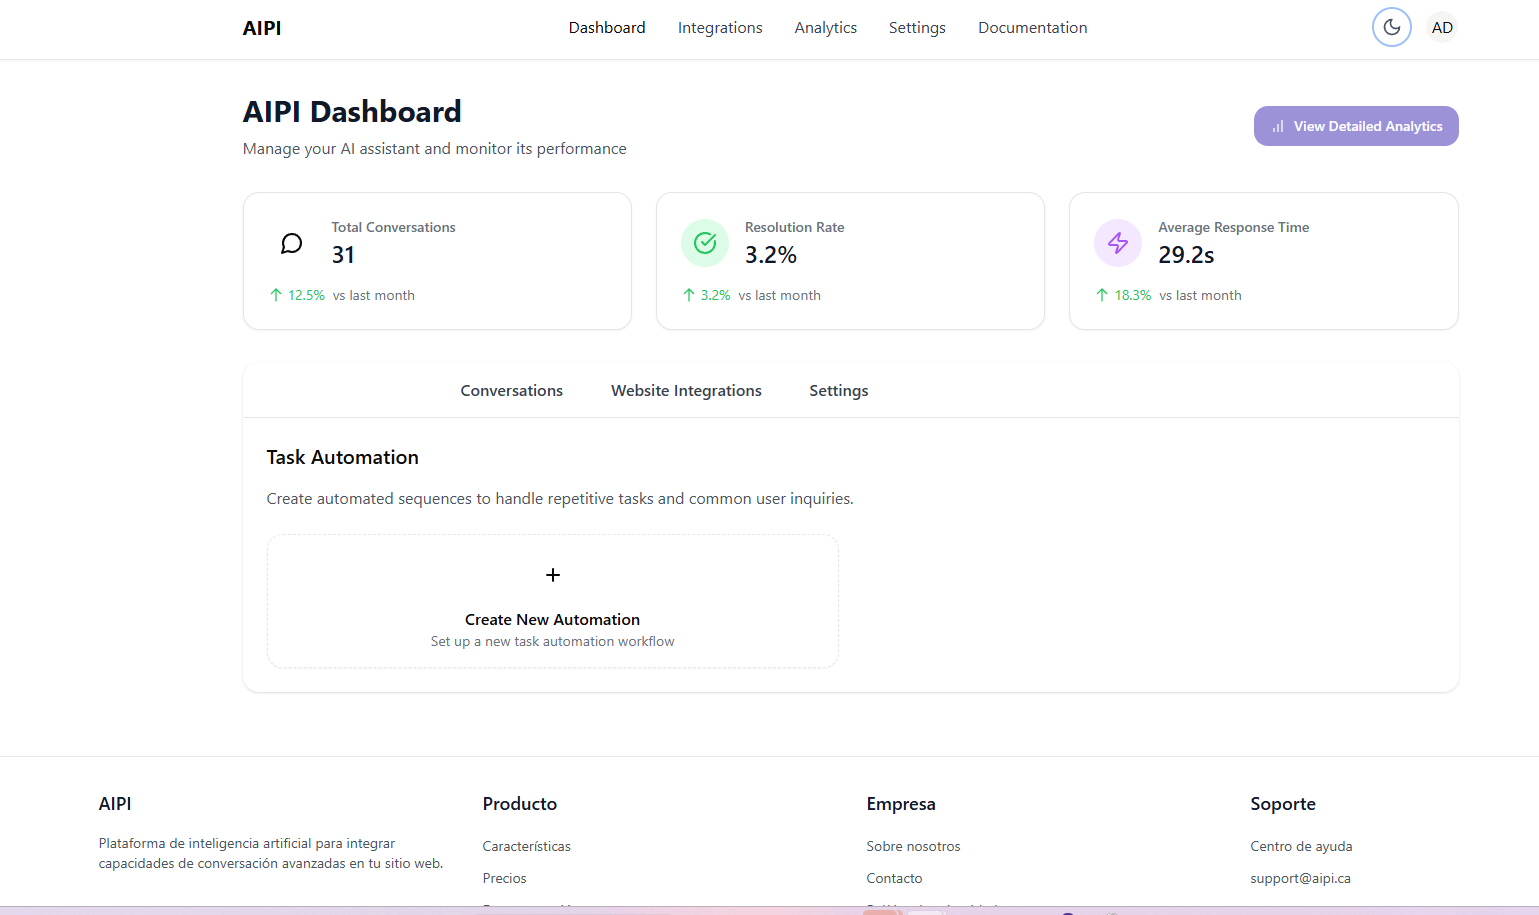 AIPI
Dashboard Integrations Analytics Settings Documentation
AD
AIPI Dashboard
Manage your AI assistant and monitor its performance
View Detailed Analytics
Total Conversations
31
12.5% vs last month
Resolution Rate
3.2%
3.2% vs last month
Average Response Time
29.2s
18.3% vs last month
Conversations Website Integrations Settings
Task Automation
Create automated sequences to handle repetitive tasks and common user inquiries.
Create New Automation
Set up a new task automation workflow
AIPI
Plataforma de inteligencia artificial para integrar
capacidades de conversación avanzadas en tu sitio web.
Producto
Características
Precios
Empresa
Sobre nosotros
Contacto
Soporte
Centro de ayuda
support@aipi.ca